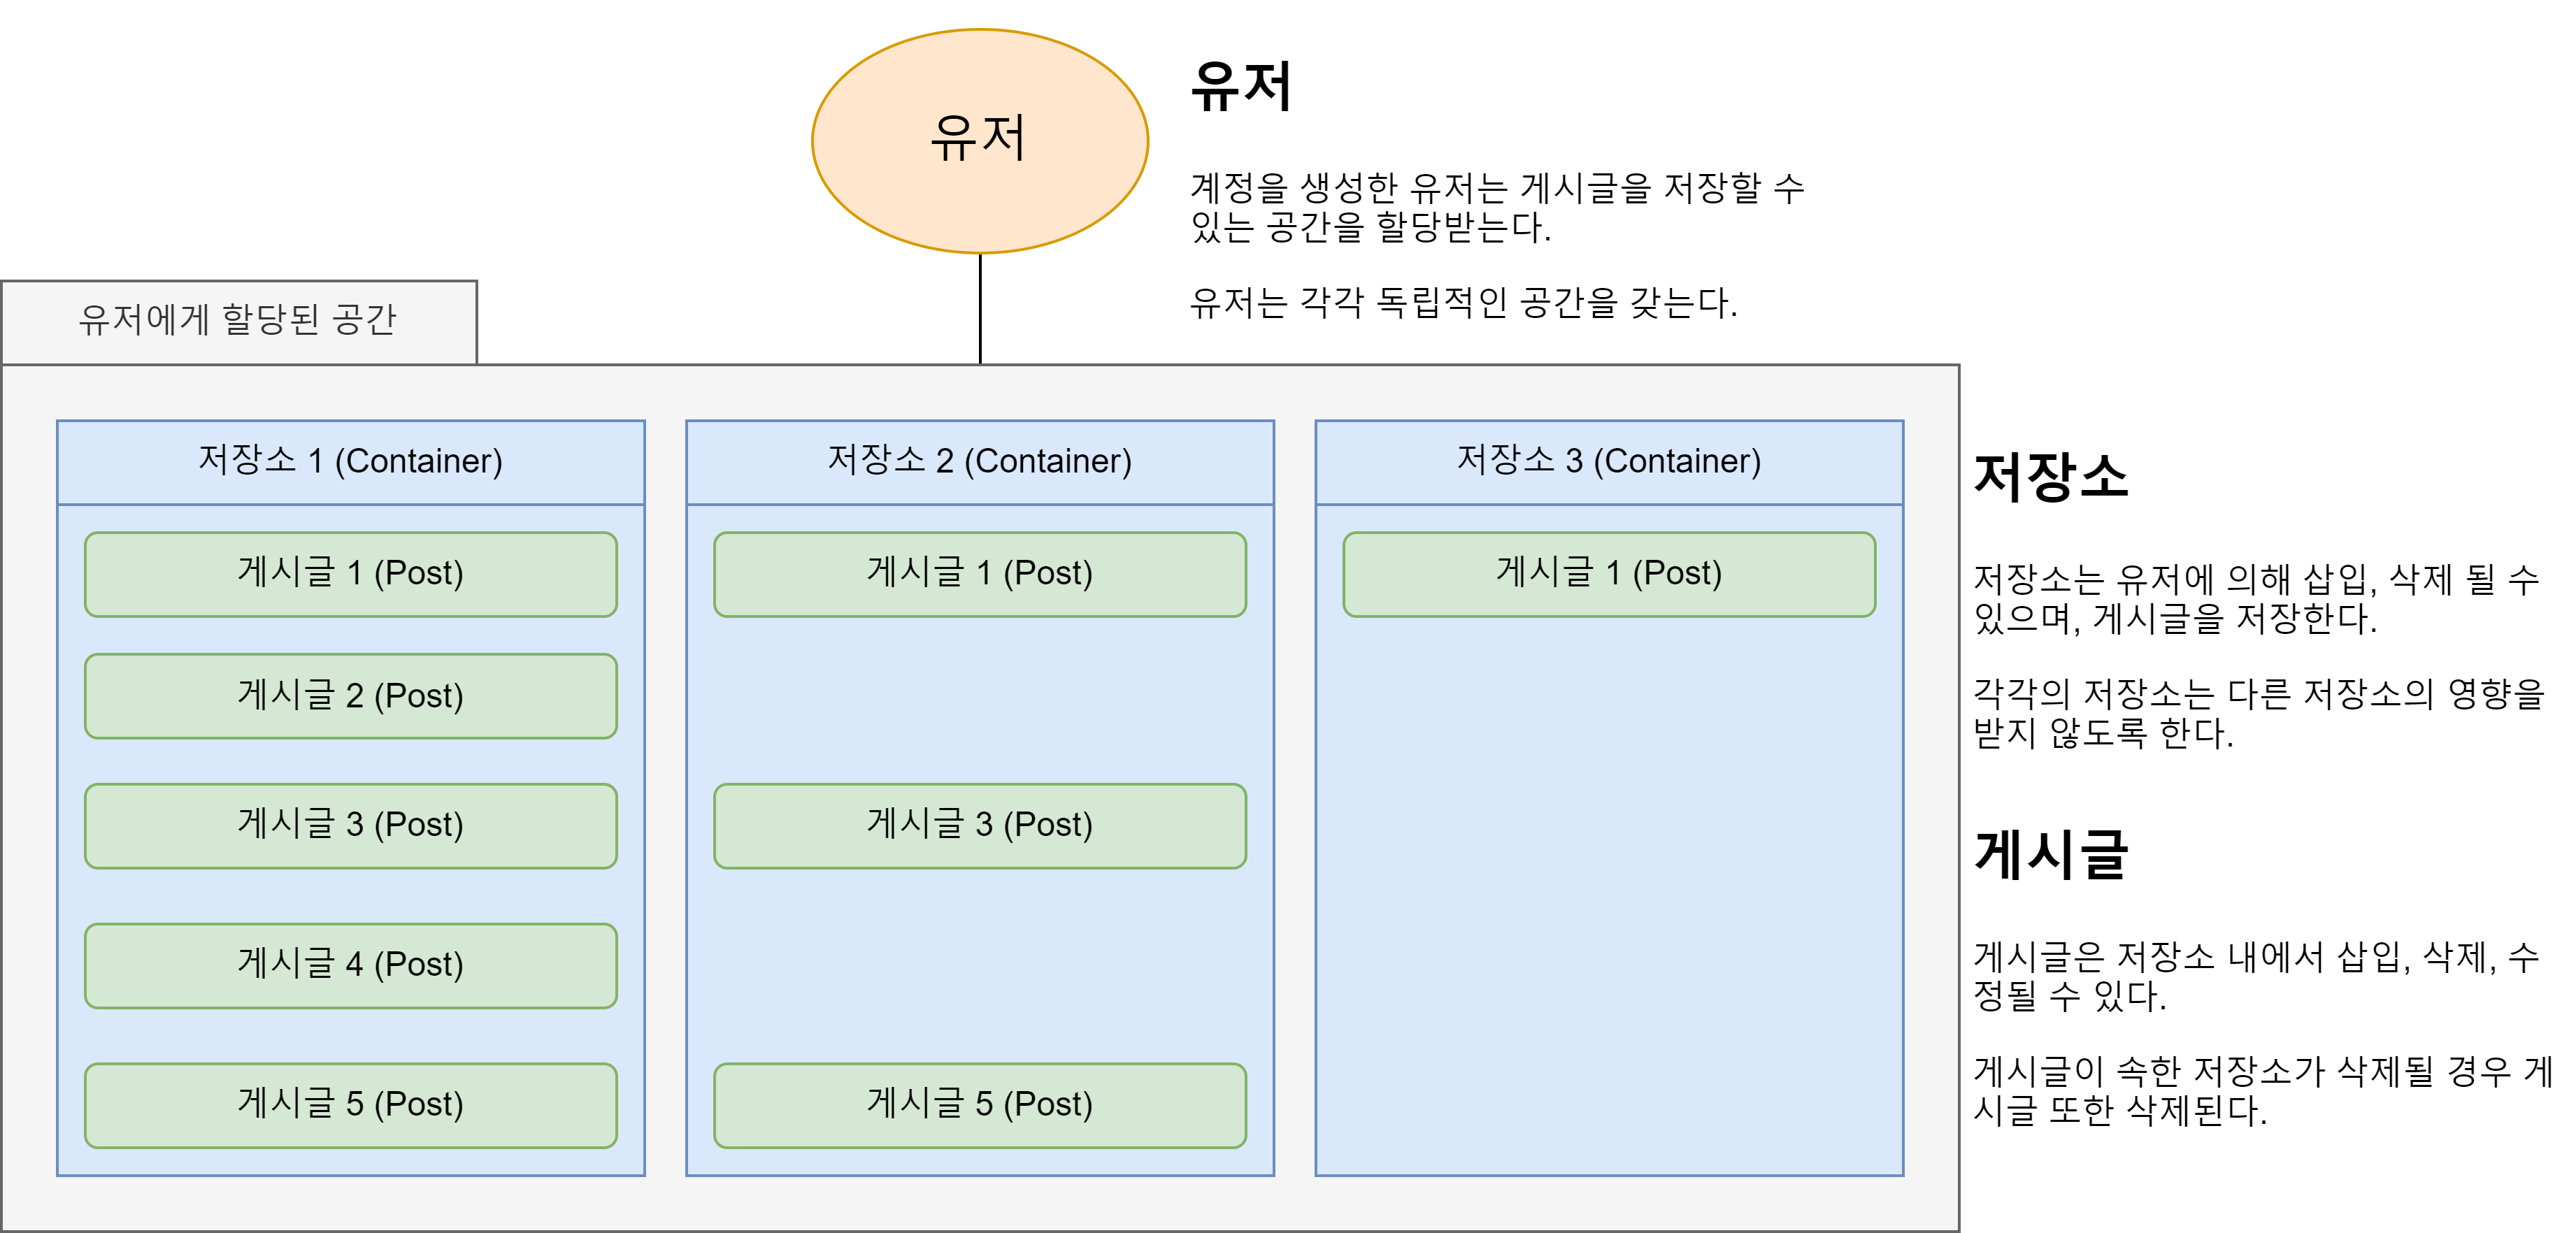 유저
유저
계정을 생성한 유저는 게시글을 저장할 수
있는 공간을 할당받는다.
유저는 각각 독립적인 공간을 갖는다.
유저에게 할당된 공간
저장소 1 (Container)
게시글 1 (Post)
게시글 2 (Post)
게시글 3 (Post)
게시글 4 (Post)
게시글 5 (Post)
저장소 2 (Container)
게시글 1 (Post)
게시글 3 (Post)
게시글 5 (Post)
저장소 3 (Container)
게시글 1 (Post)
저장소
저장소는 유저에 의해 삽입, 삭제 될 수
있으며, 게시글을 저장한다.
각각의 저장소는 다른 저장소의 영향을
받지 않도록 한다.
게시글
게시글은 저장소 내에서 삽입, 삭제, 수
정될 수 있다.
게시글이 속한 저장소가 삭제될 경우 게
시글 또한 삭제된다.